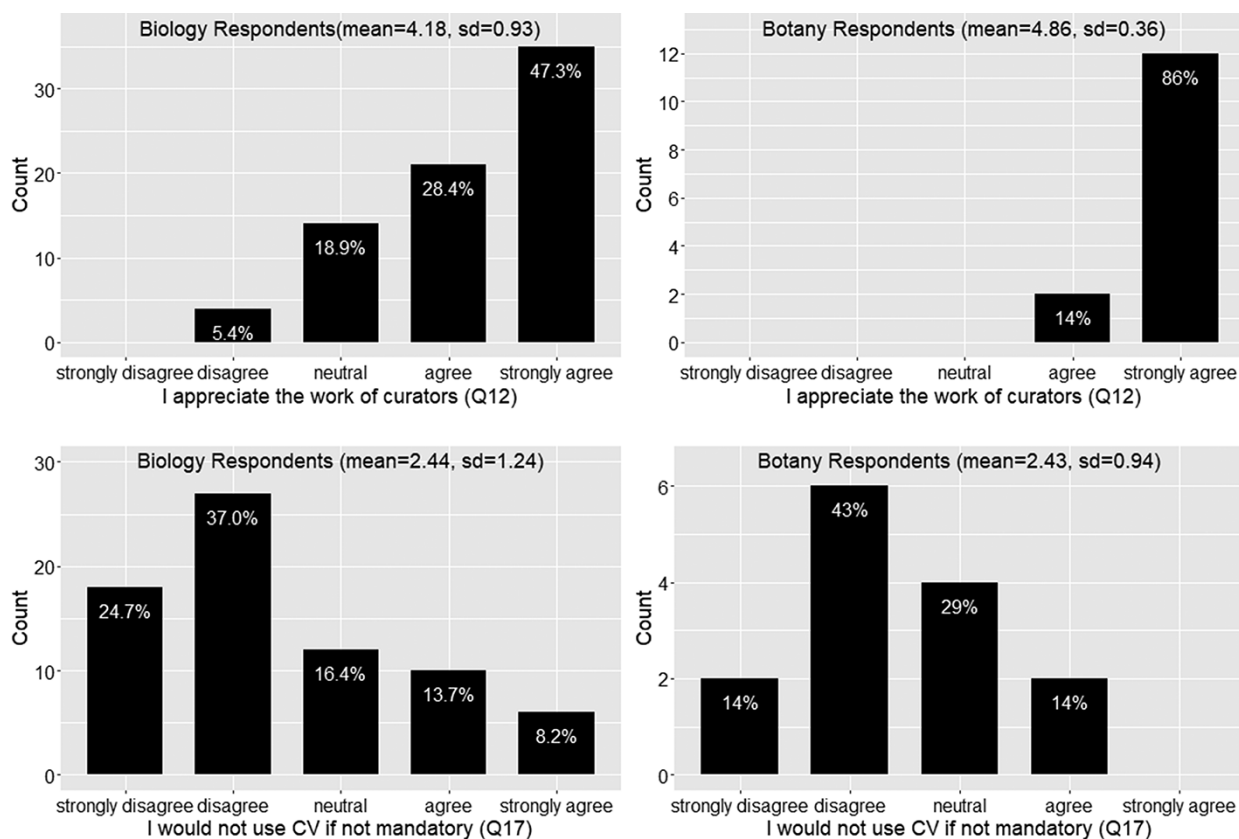 Biology Respondents(mean=4.18, sd=0.93)
Count
30
20
10
0
5.4%
18.9%
28.4%
47.3%
strongly disagree disagree neutral agree strongly agree
I appreciate the work of curators (Q12)
Botany Respondents (mean=4.86, sd=0.36)
Count
12
10
8
6
4
2
0
14%
86%
strongly disagree disagree neutral agree strongly agree
I appreciate the work of curators (Q12)
Biology Respondents (mean=2.44, sd=1.24)
Count
30
20
10
0
24.7%
37.0%
16.4%
13.7%
8.2%
strongly disagree disagree neutral agree strongly agree
I would not use CV if not mandatory (Q17)
Botany Respondents (mean=2.43, sd=0.94)
Count
6
4
2
0
14%
43%
29%
14%
strongly disagree disagree neutral agree strongly agree
I would not use CV if not mandatory (Q17)